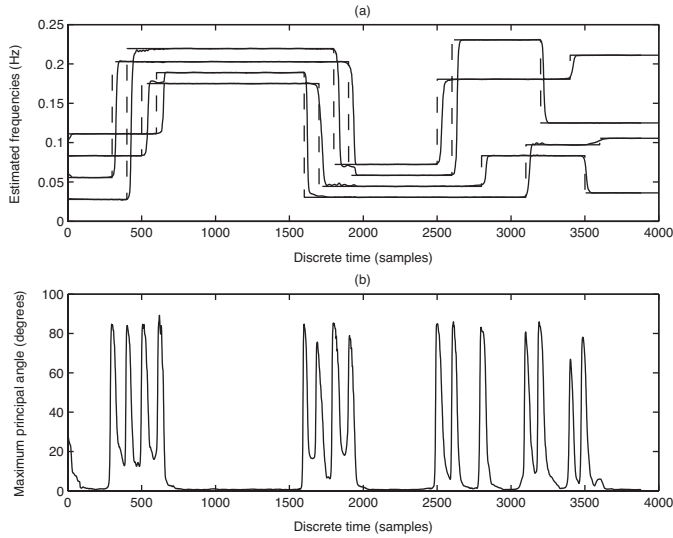 (a)
Estimated frequencies (Hz)
0.25
0.2
0.15
0.1
0.05
0
0 500 1000 1500 2000 2500 3000 3500 4000
Discrete time (samples)
(b)
Maximum principal angle (degrees)
100
80
60
40
20
0
0 500 1000 1500 2000 2500 3000 3500 4000
Discrete time (samples)